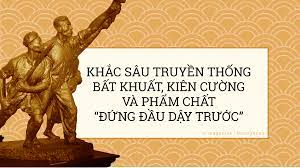 KHẮC SÂU TRUYỀN THỐNG
BẤT KHUẤT, KIÊN CƯỜNG
VÀ PHẨM CHẤT
“ĐỨNG ĐẦU DẬY TRƯỚC”